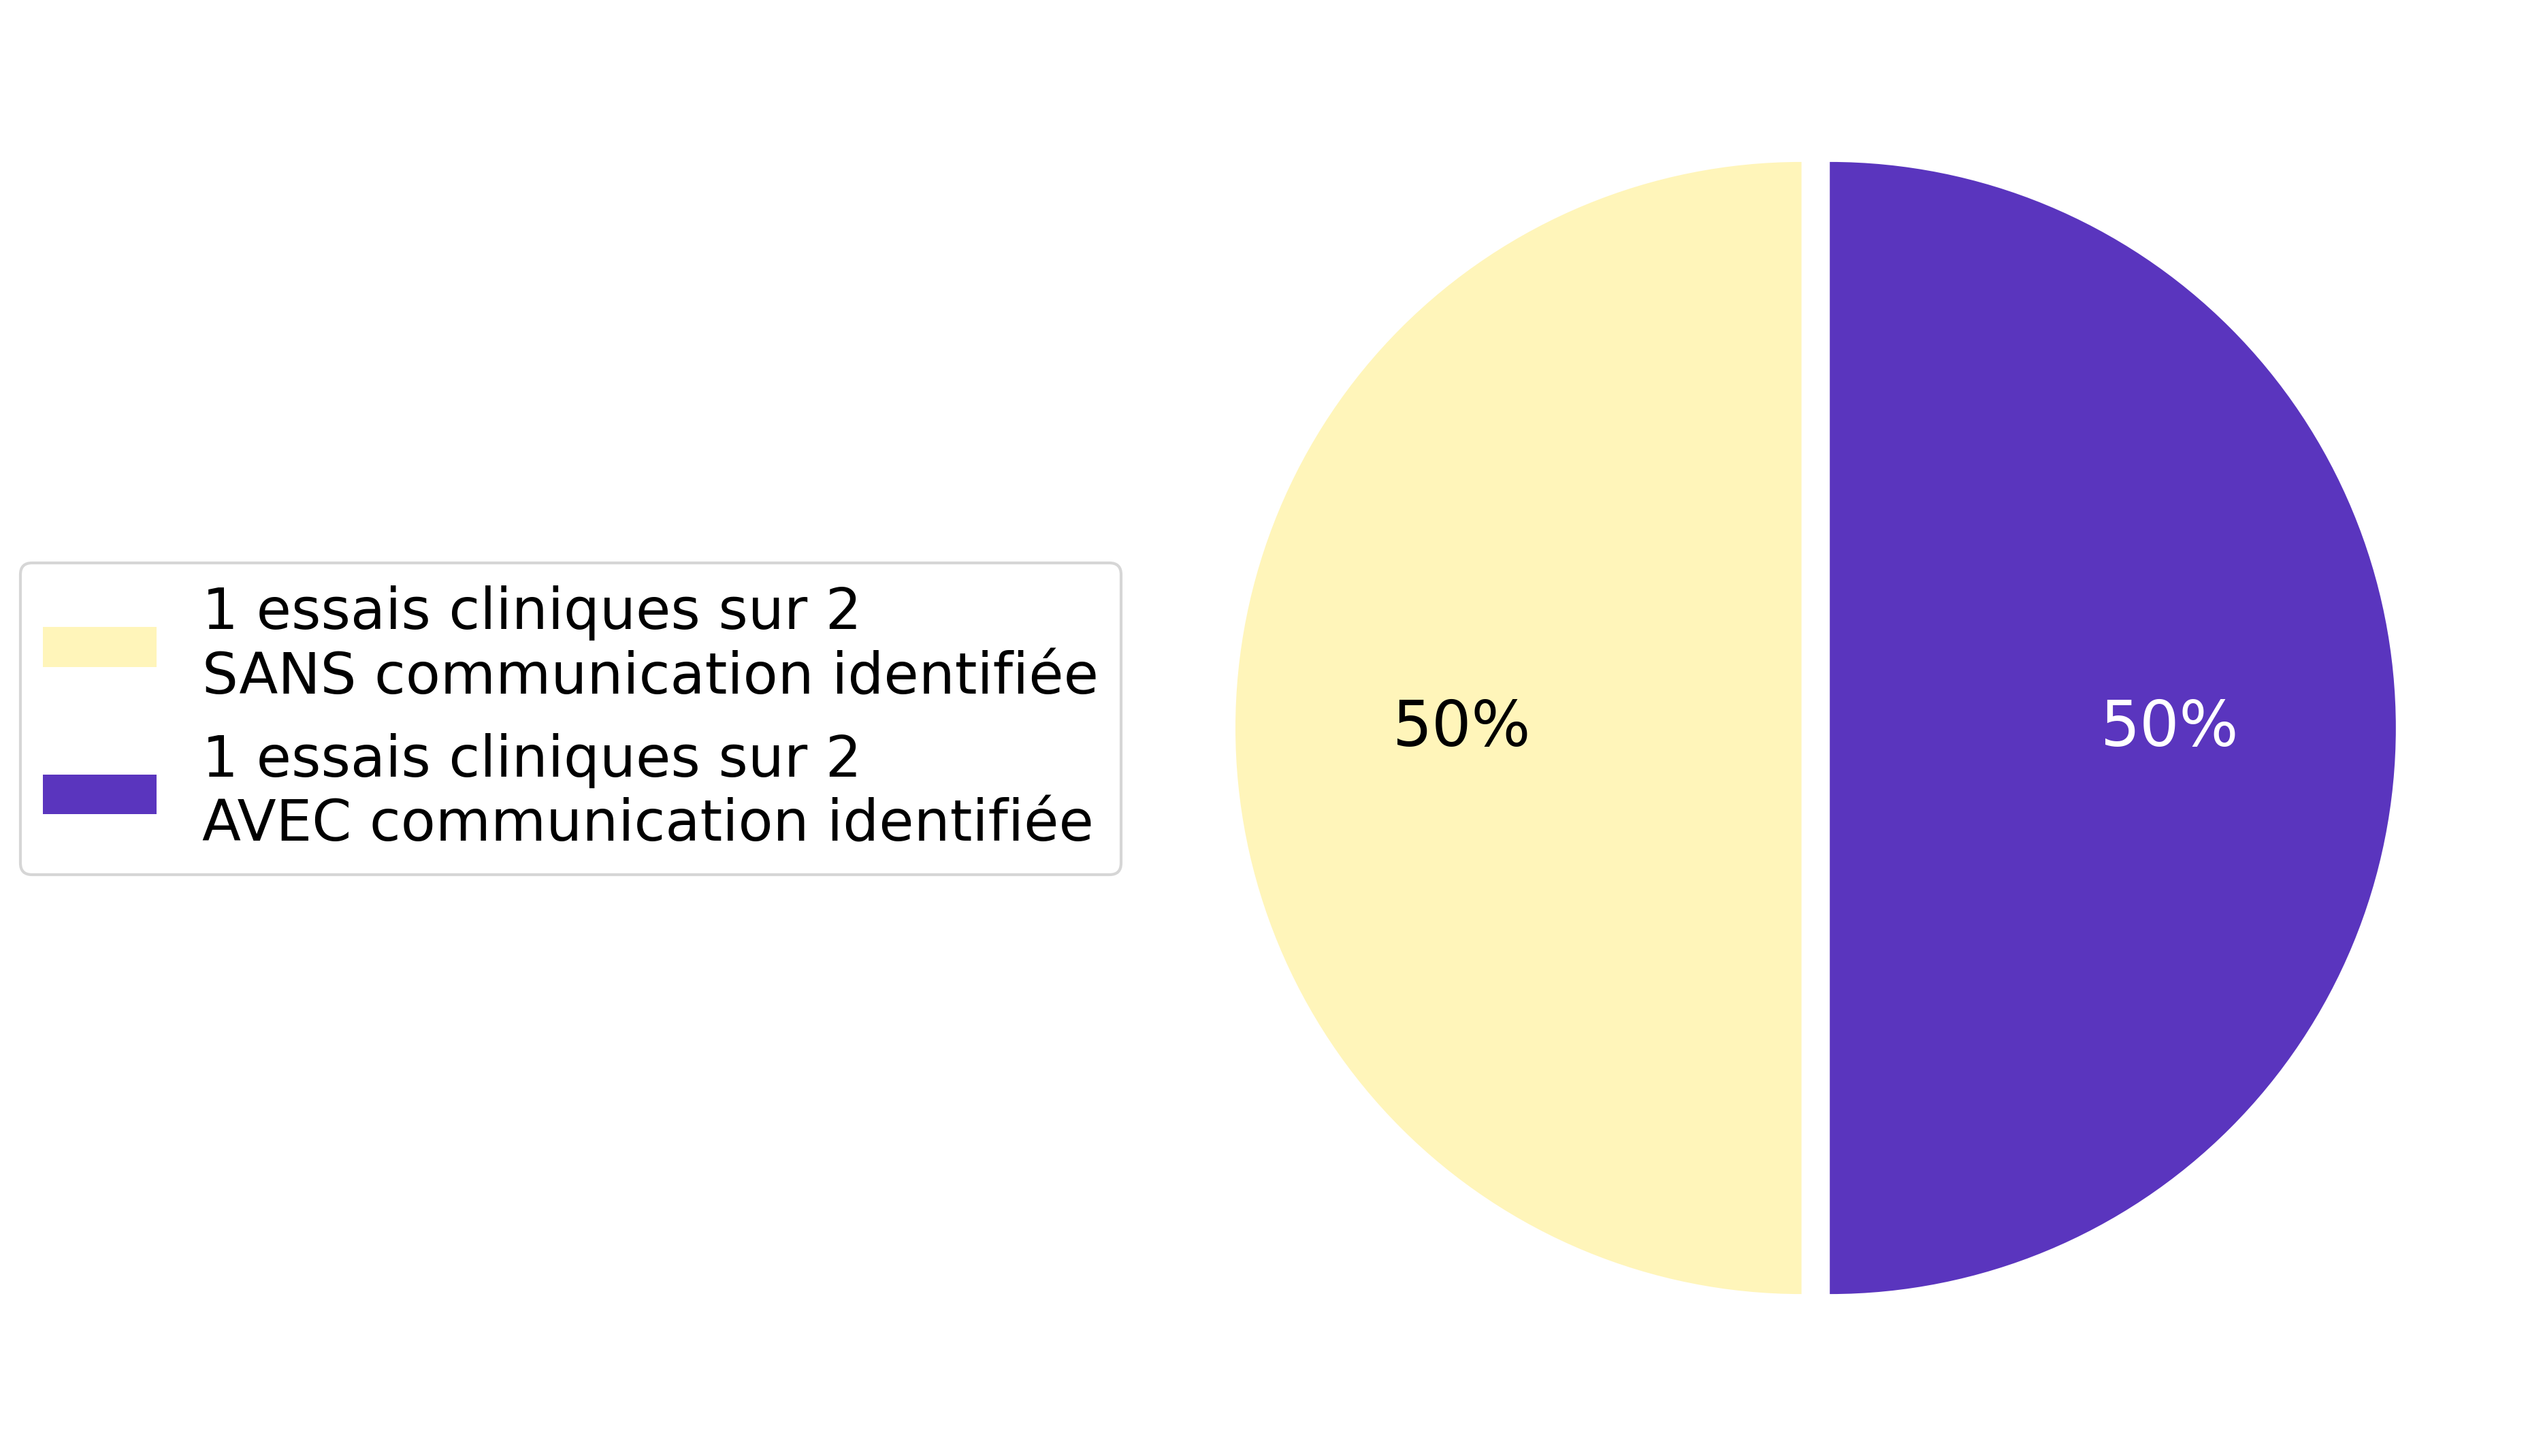 1 essais cliniques sur 2
SANS communication identifiée
1 essais cliniques sur 2
AVEC communication identifiée
50%
50%